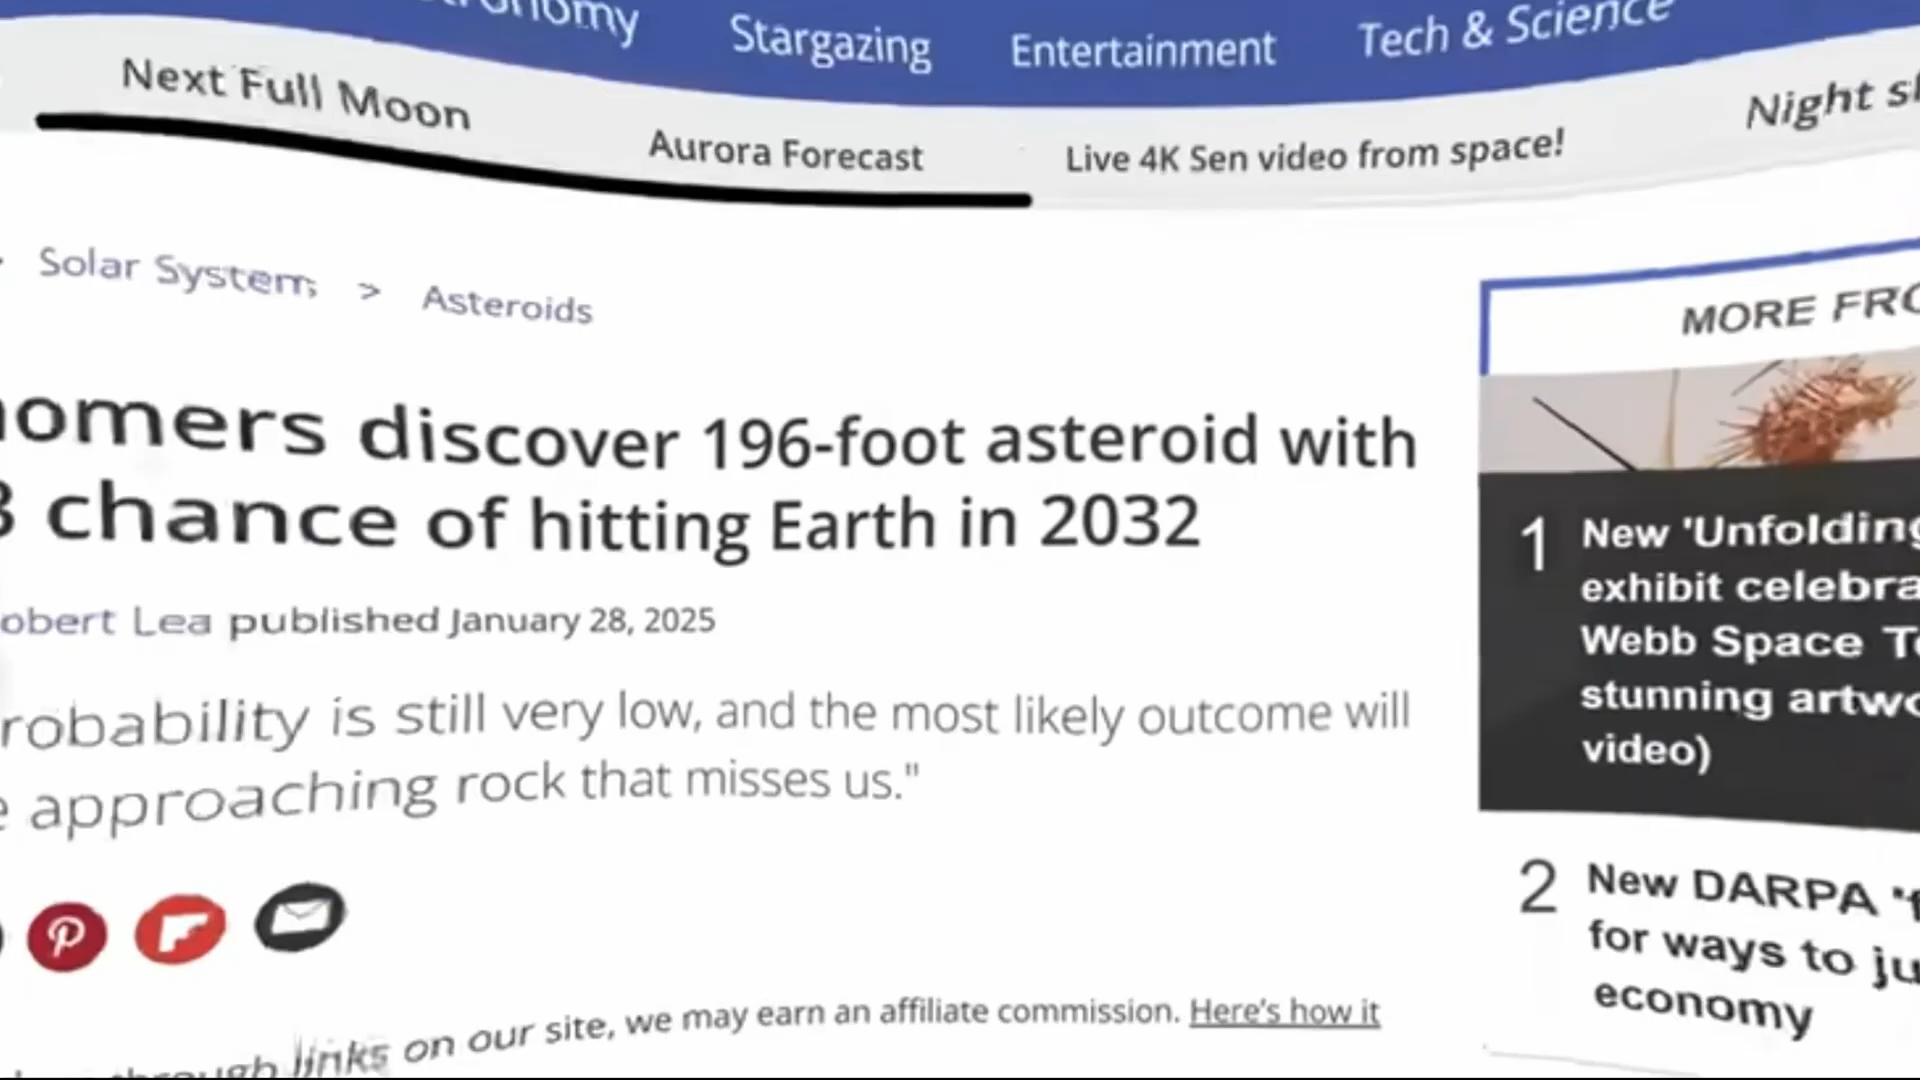 Stargazing Entertainment Tech & Science
Next Full Moon Aurora Forecast Live 4K Sen video from space! Night
Solar System > Asteroids
discover 196-foot asteroid with
chance of hitting Earth in 2032
Lea published January 28, 2025
is still very low, and the most likely outcome will
approaching rock that misses us."
MORE
1 New 'Unfolding
exhibit
Webb Space
stunning
video)
2 New DARPA
for ways to
economy
links on our site, we may earn an affiliate commission. Here's how it